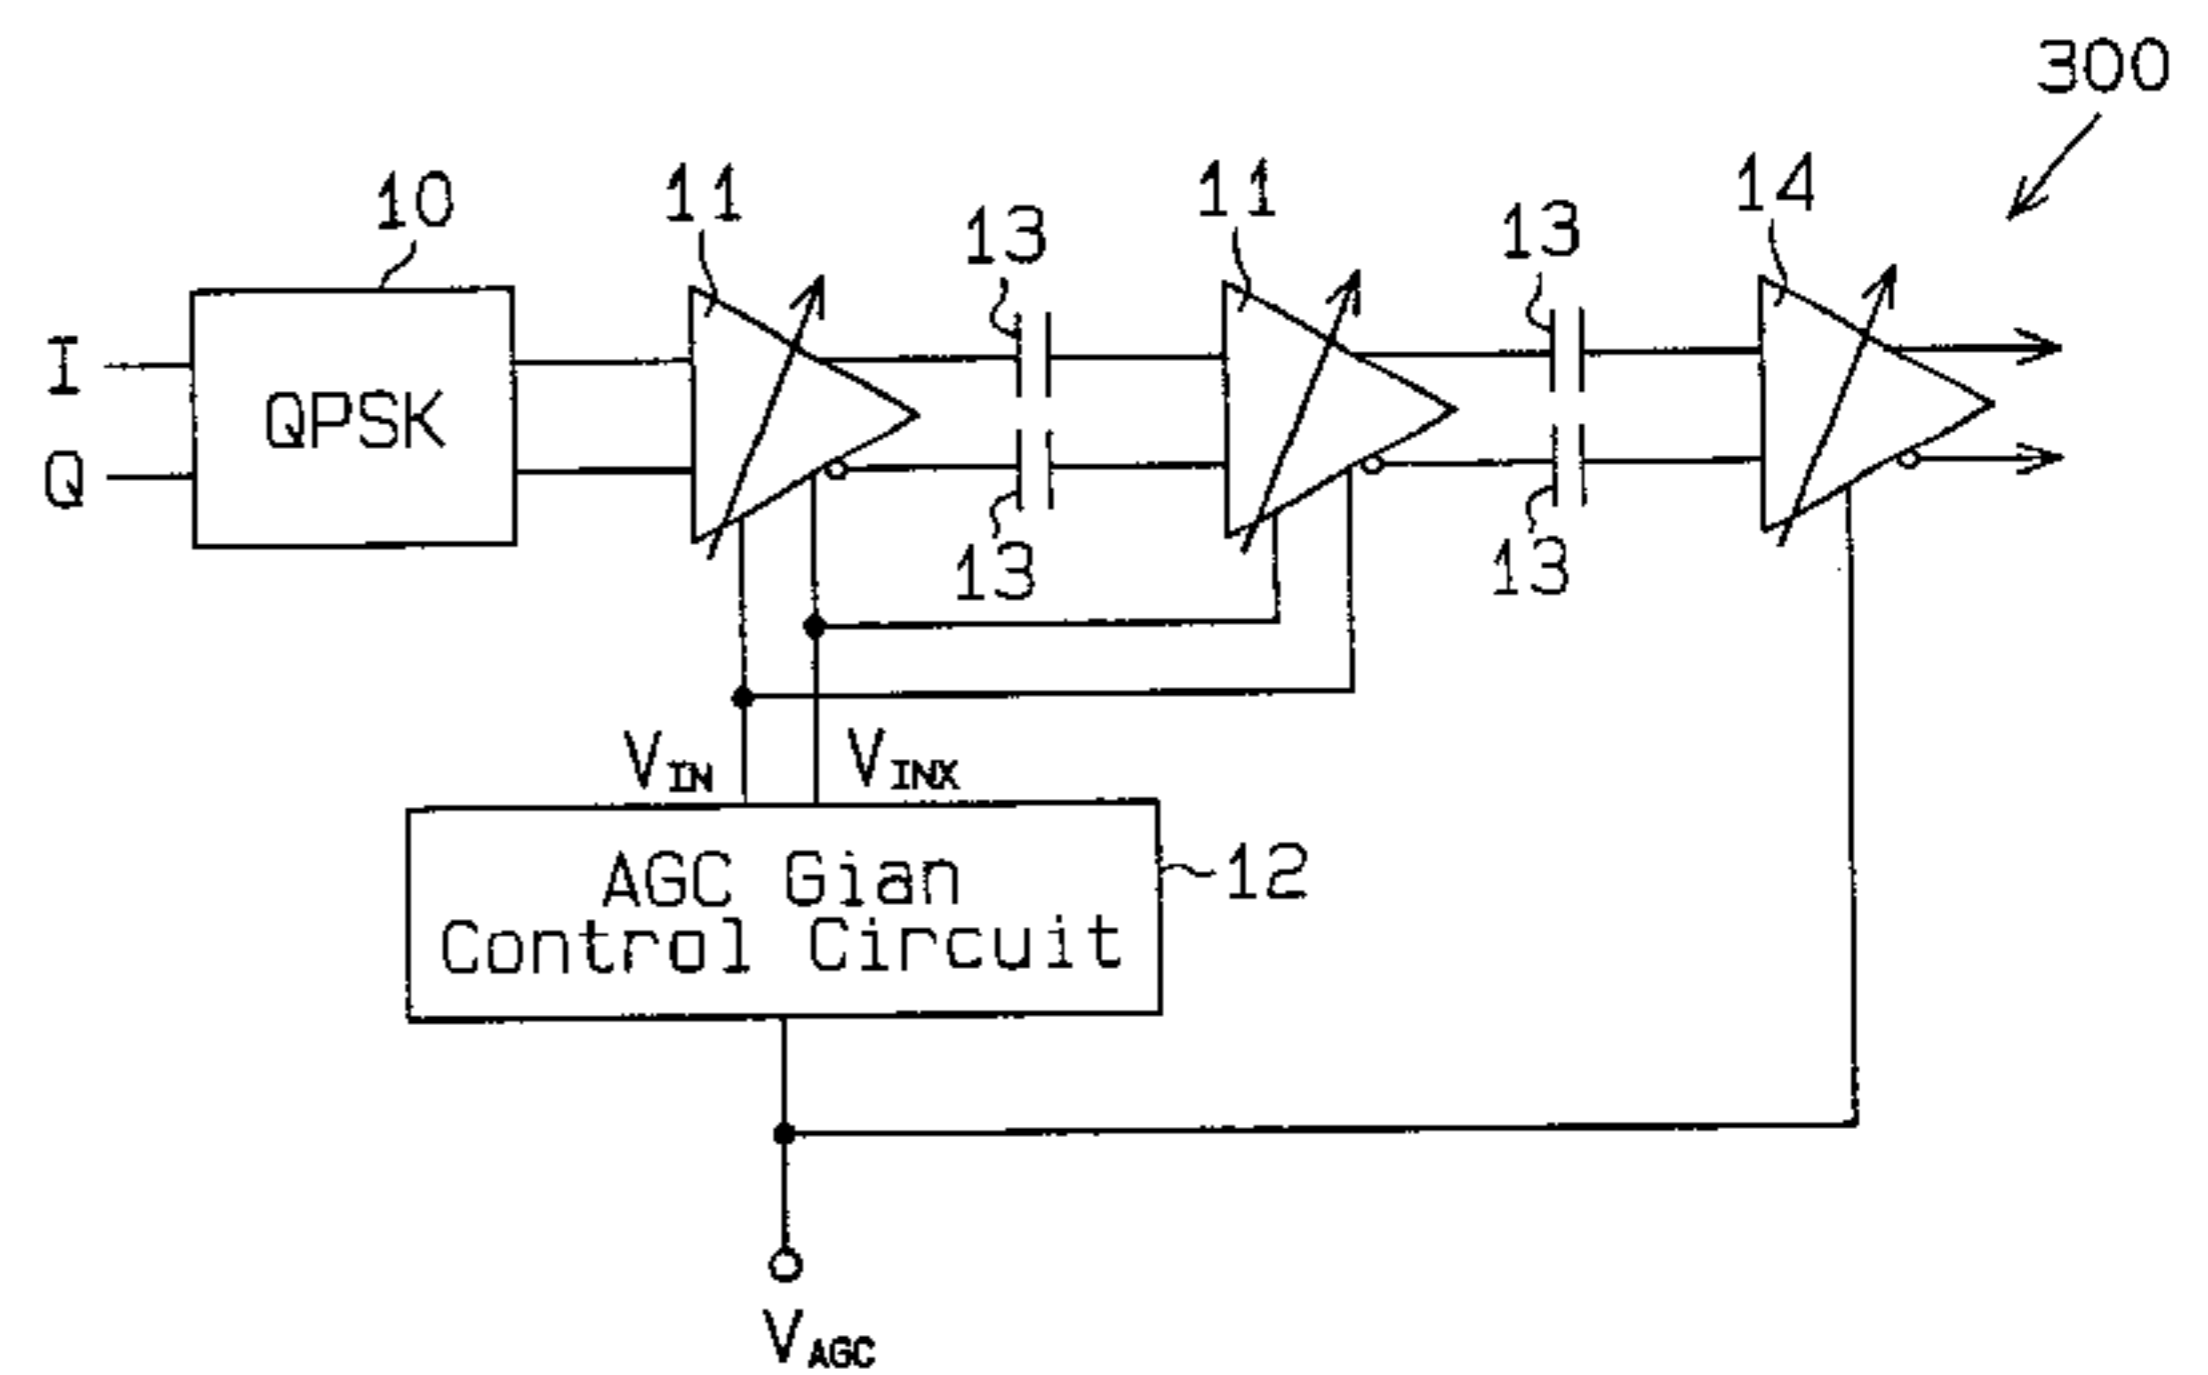 300
10
11
13
11
13
14
I
Q
QPSK
13
13
VIN
VINX
AGC Gian
Control Circuit
12
VAGC